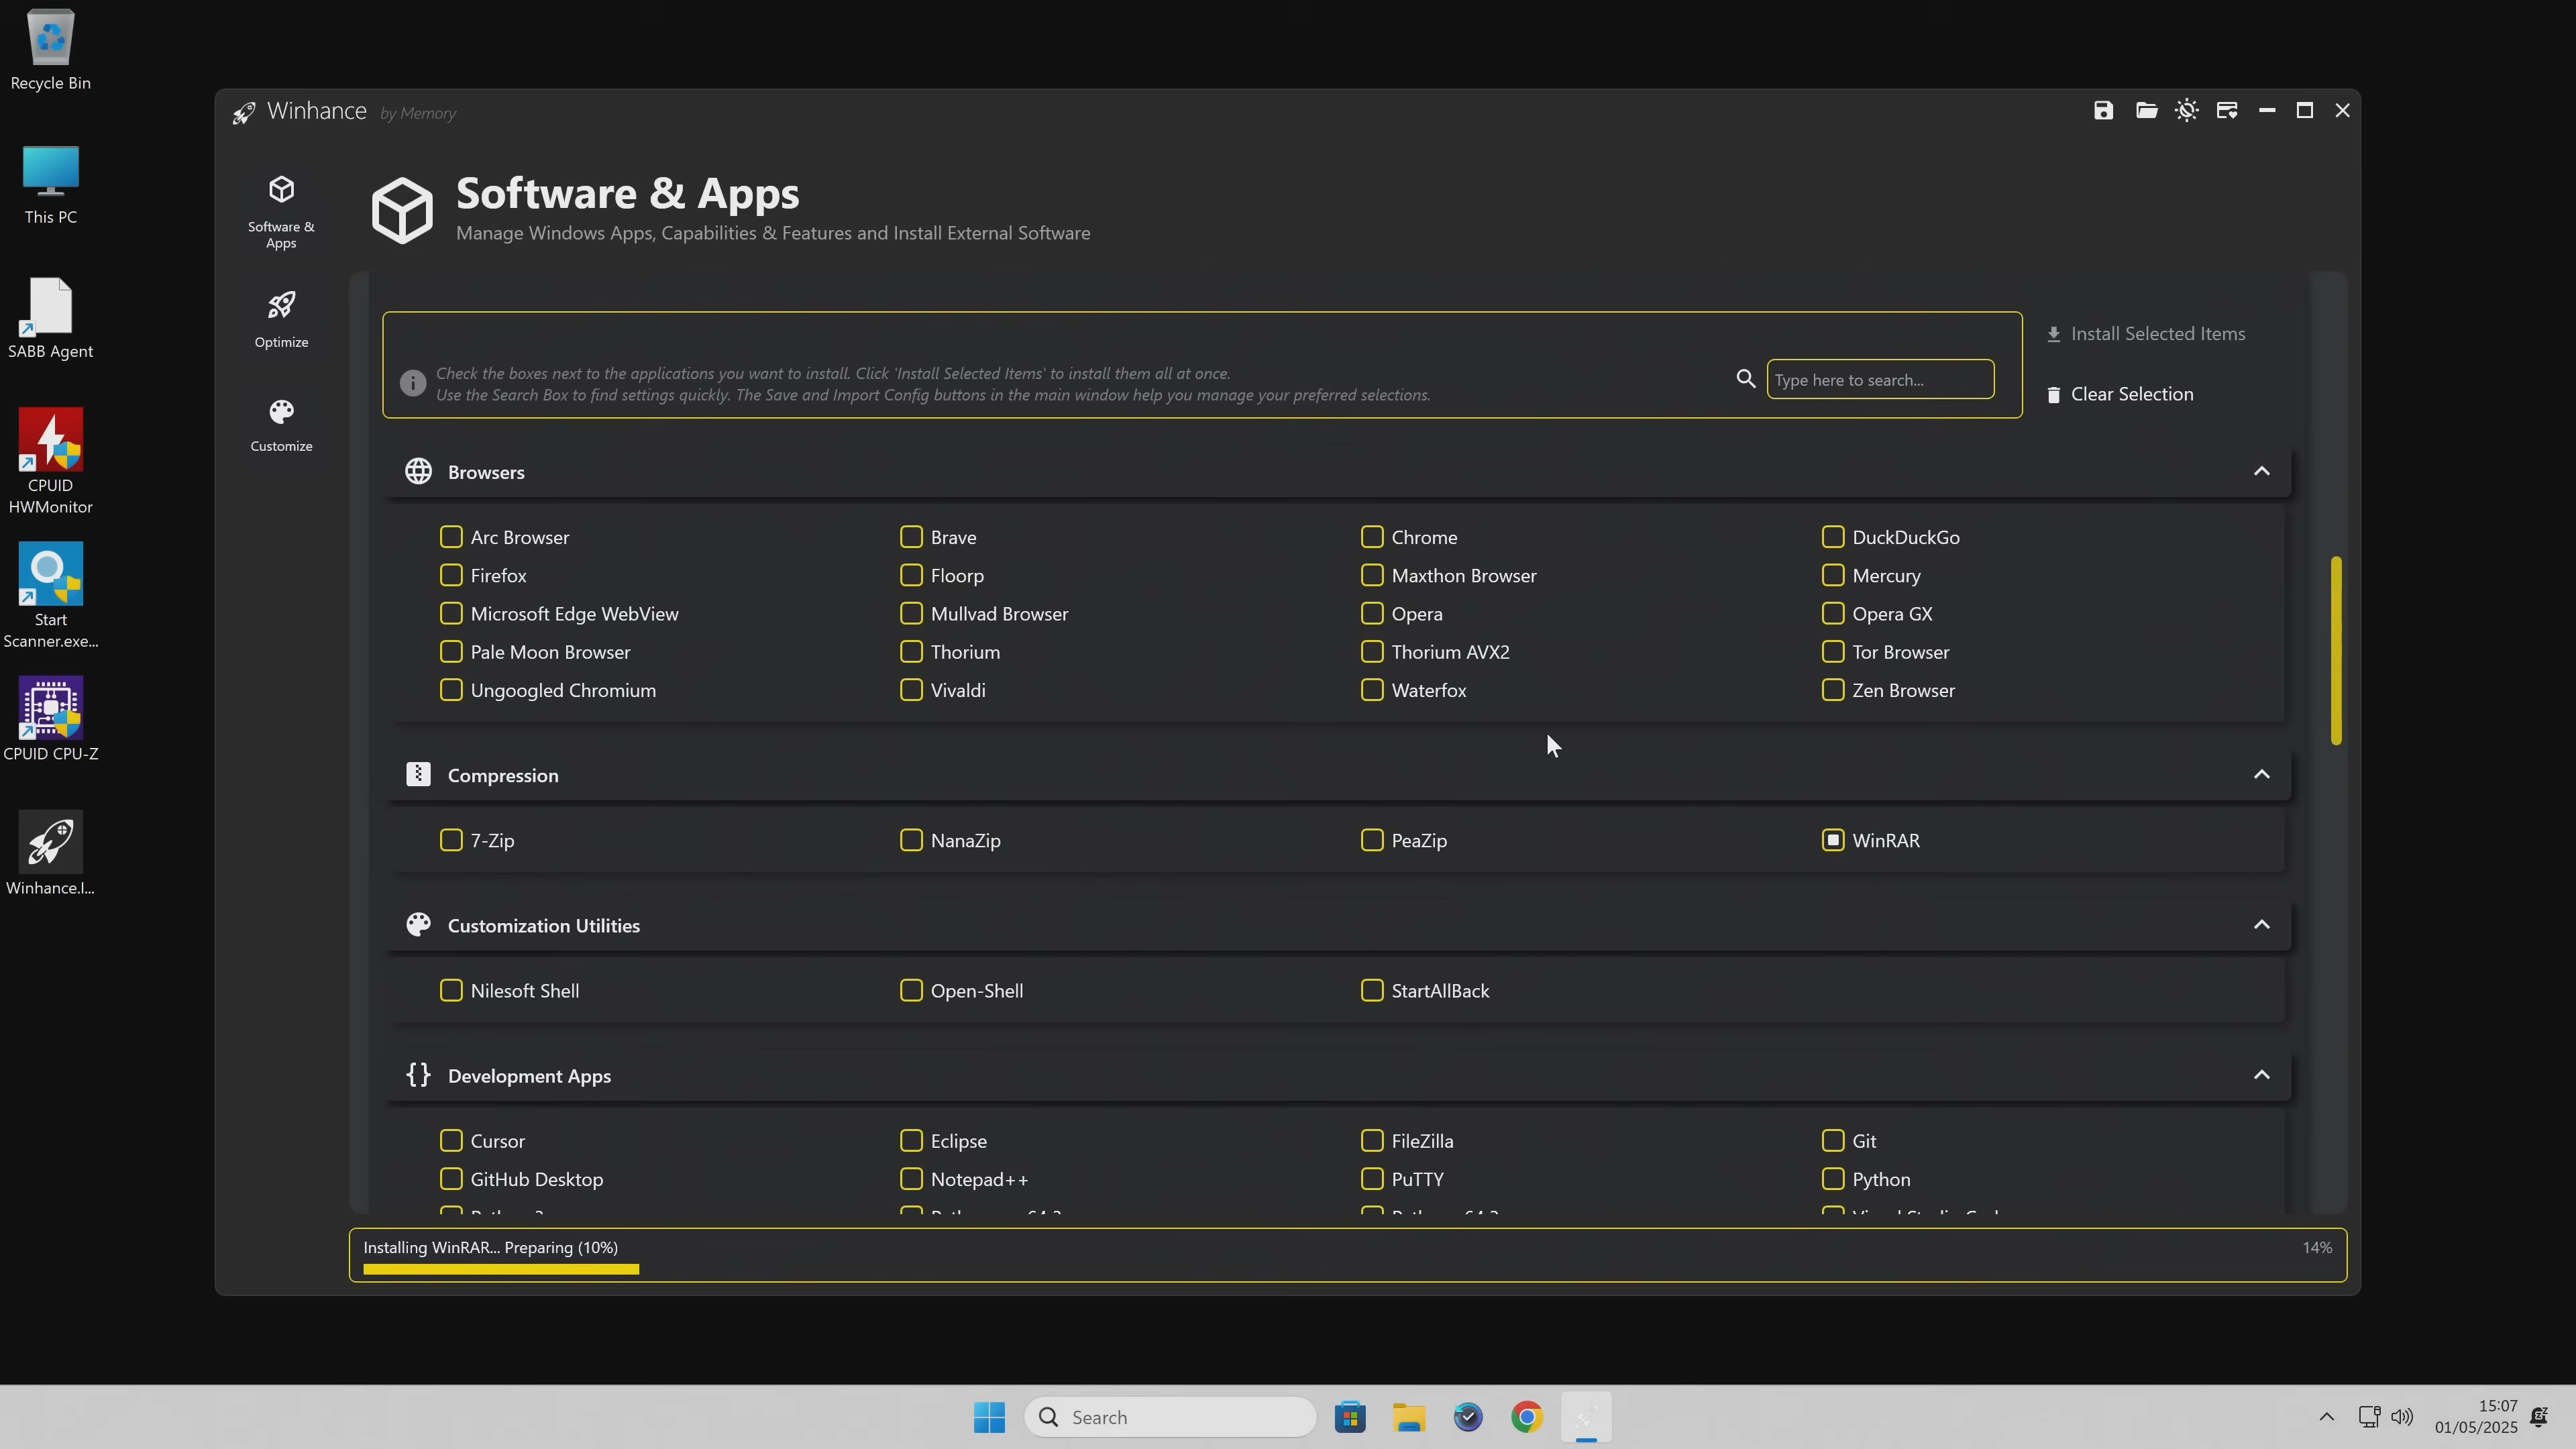 Recycle Bin
This PC
SABB Agent
CPUID
HWMonitor
Start
Scanner.exe...
CPUID CPU-Z
Winhance.l...
Winhance by Memory
Software &
Apps
Optimize
Customize
Software & Apps
Manage Windows Apps, Capabilities & Features and Install External Software
Check the boxes next to the applications you want to install. Click 'Install Selected Items' to install them all at once.
Use the Search Box to find settings quickly. The Save and Import Config buttons in the main window help you manage your preferred selections.
Type here to search...
Install Selected Items
Clear Selection
Browsers
Arc Browser Brave Chrome DuckDuckGo
Firefox Floorp Maxthon Browser Mercury
Microsoft Edge WebView Mullvad Browser Opera Opera GX
Pale Moon Browser Thorium Thorium AVX2 Tor Browser
Ungoogled Chromium Vivaldi Waterfox Zen Browser
Compression
7-Zip NanaZip PeaZip WinRAR
Customization Utilities
Nilesoft Shell Open-Shell StartAllBack
Development Apps
Cursor Eclipse FileZilla Git
GitHub Desktop Notepad++ PuTTY Python
Installing WinRAR... Preparing (10%) 14%
Search
15:07
01/05/2025